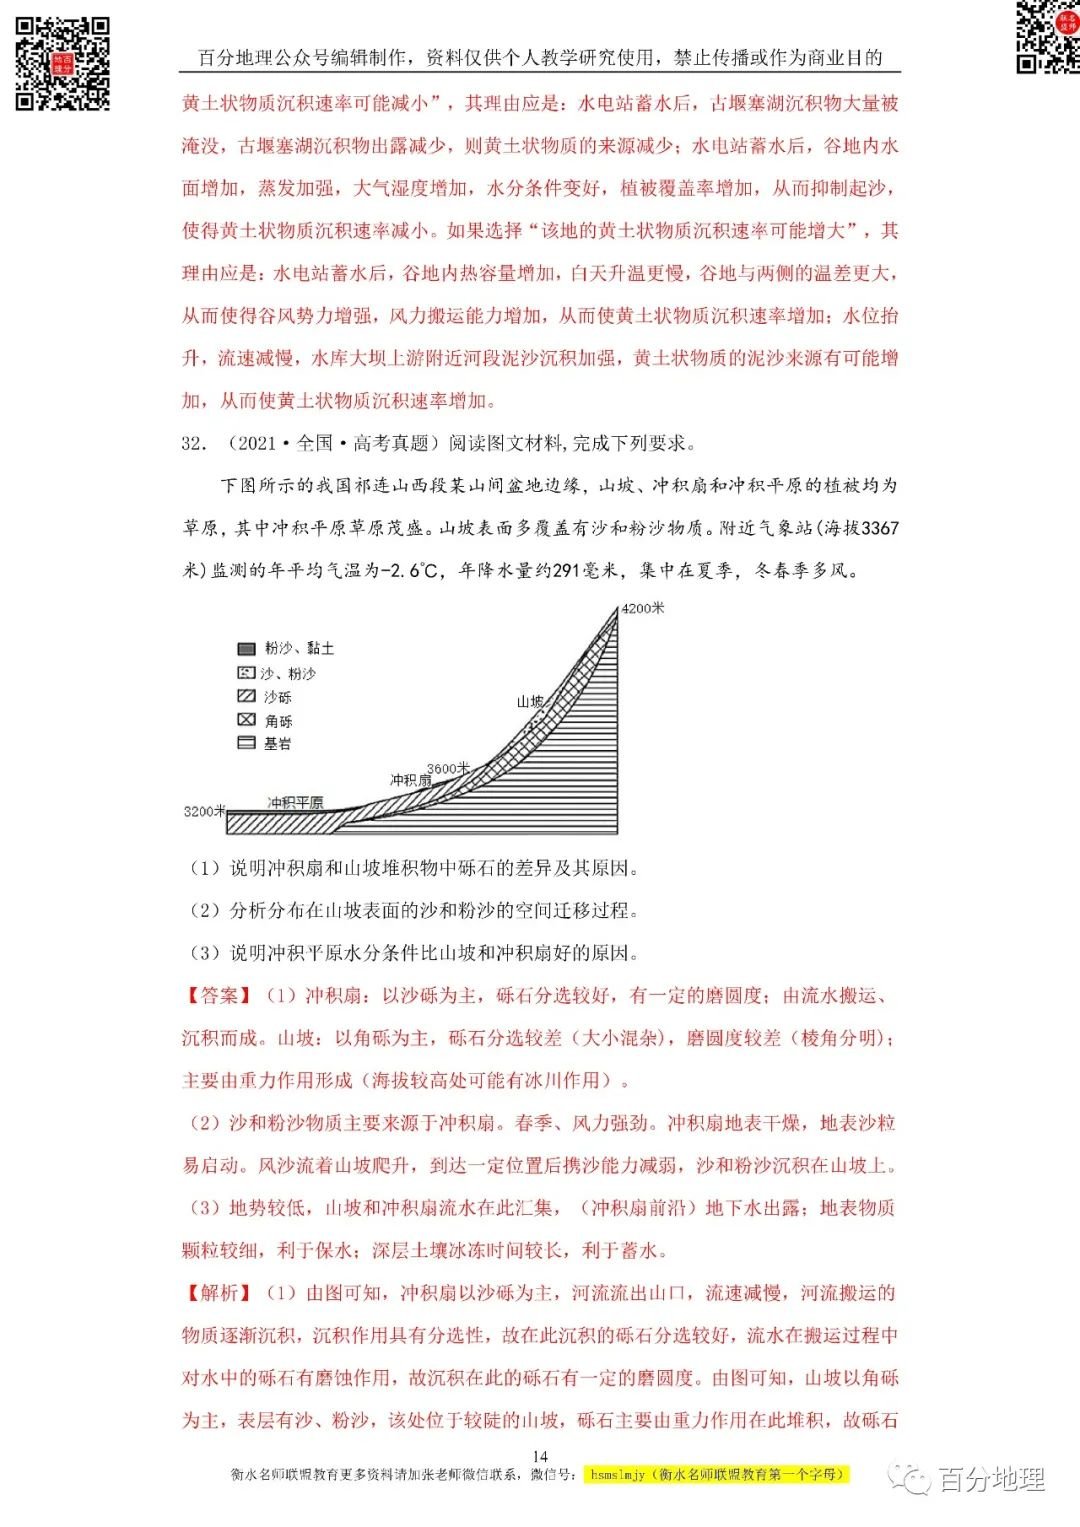 百分地理公众号编辑制作，资料仅供个人教学研究使用，禁止传播或作为商业目的
黄土状物质沉积速率可能减小”，其理由应是：水电站蓄水后，古堰塞湖沉积物大量被
淹没，古堰塞湖沉积物出露减少，则黄土状物质的来源减少；水电站蓄水后，谷地内水
面增加，蒸发加强，大气湿度增加，水分条件变好，植被覆盖率增加，从而抑制起沙，
使得黄土状物质沉积速率减小。如果选择“该地的黄土状物质沉积速率可能增大”，其
理由应是：水电站蓄水后，谷地内热容量增加，白天升温更慢，谷地与两侧的温差更大，
从而使得谷风势力增强，风力搬运能力增加，从而使黄土状物质沉积速率增加；水位抬
升，流速减慢，水库大坝上游附近河段泥沙沉积加强，黄土状物质的泥沙来源有可能增
加，从而使黄土状物质沉积速率增加。
32．（2021·全国·高考真题）阅读图文材料,完成下列要求。
下图所示的我国祁连山西段某山间盆地边缘，山坡、冲积扇和冲积平原的植被均为
草原，其中冲积平原草原茂盛。山坡表面多覆盖有沙和粉沙物质。附近气象站(海拔3367
米)监测的年平均气温为-2.6℃，年降水量约291毫米，集中在夏季，冬春季多风。
4200米
粉沙、黏土
沙、粉沙
沙砾
角砾
基岩
山坡
3600米
冲积扇
冲积平原
3200米
（1）说明冲积扇和山坡堆积物中砾石的差异及其原因。
（2）分析分布在山坡表面的沙和粉沙的空间迁移过程。
（3）说明冲积平原水分条件比山坡和冲积扇好的原因。
【答案】（1）冲积扇：以沙砾为主，砾石分选较好，有一定的磨圆度；由流水搬运、
沉积而成。山坡：以角砾为主，砾石分选较差（大小混杂)，磨圆度较差（棱角分明)；
主要由重力作用形成（海拔较高处可能有冰川作用）。
（2）沙和粉沙物质主要来源于冲积扇。春季、风力强劲。冲积扇地表干燥，地表沙粒
易启动。风沙流着山坡爬升，到达一定位置后携沙能力减弱，沙和粉沙沉积在山坡上。
（3）地势较低，山坡和冲积扇流水在此汇集，（冲积扇前沿）地下水出露；地表物质
颗粒较细，利于保水；深层土壤冰冻时间较长，利于蓄水。
【解析】（1）由图可知，冲积扇以沙砾为主，河流流出山口，流速减慢，河流搬运的
物质逐渐沉积，沉积作用具有分选性，故在此沉积的砾石分选较好，流水在搬运过程中
对水中的砾石有磨蚀作用，故沉积在此的砾石有一定的磨圆度。由图可知，山坡以角砾
为主，表层有沙、粉沙，该处位于较陡的山坡，砾石主要由重力作用在此堆积，故砾石
14
衡水名师联盟教育更多资料请加张老师微信联系，微信号： hsmslmjy（衡水名师联盟教育第一个字母）
百分地理